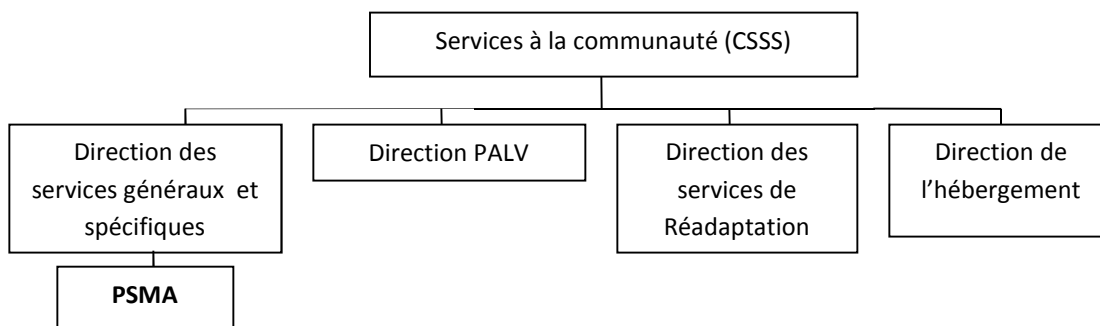 Services à la communauté (CSSS)
Direction des
services généraux et
spécifiques
Direction PALV
Direction des
services de
Réadaptation
Direction de
l’hébergement
PSMA